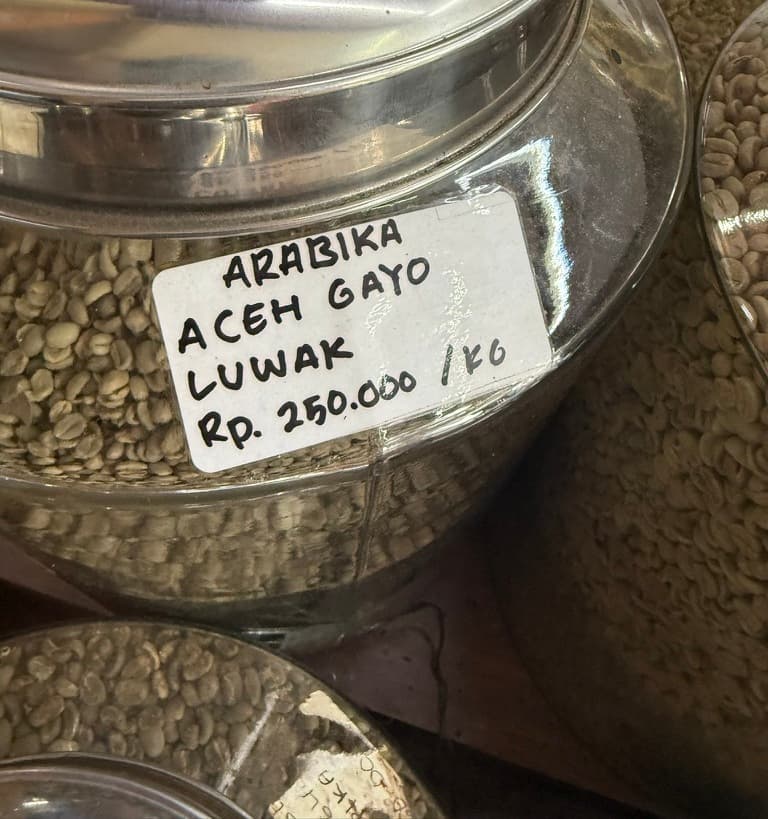 ARABIKA
ACEH GAYO
LUWAK
Rp. 250.000 / KG